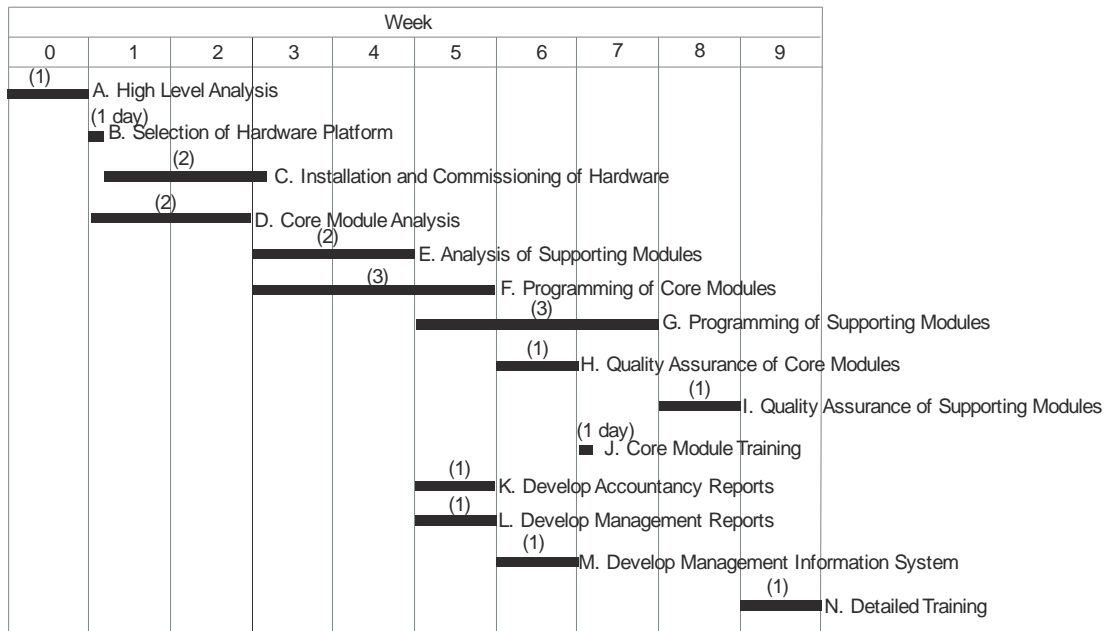 Week
0 1 2 3 4 5 6 7 8 9
(1)
A. High Level Analysis
(1 day)
B. Selection of Hardware Platform
(2)
C. Installation and Commissioning of Hardware
(2)
D. Core Module Analysis
(2)
E. Analysis of Supporting Modules
(3)
F. Programming of Core Modules
(3)
G. Programming of Supporting Modules
(1)
H. Quality Assurance of Core Modules
(1)
I. Quality Assurance of Supporting Modules
(1 day)
J. Core Module Training
(1)
K. Develop Accountancy Reports
(1)
L. Develop Management Reports
(1)
M. Develop Management Information System
(1)
N. Detailed Training